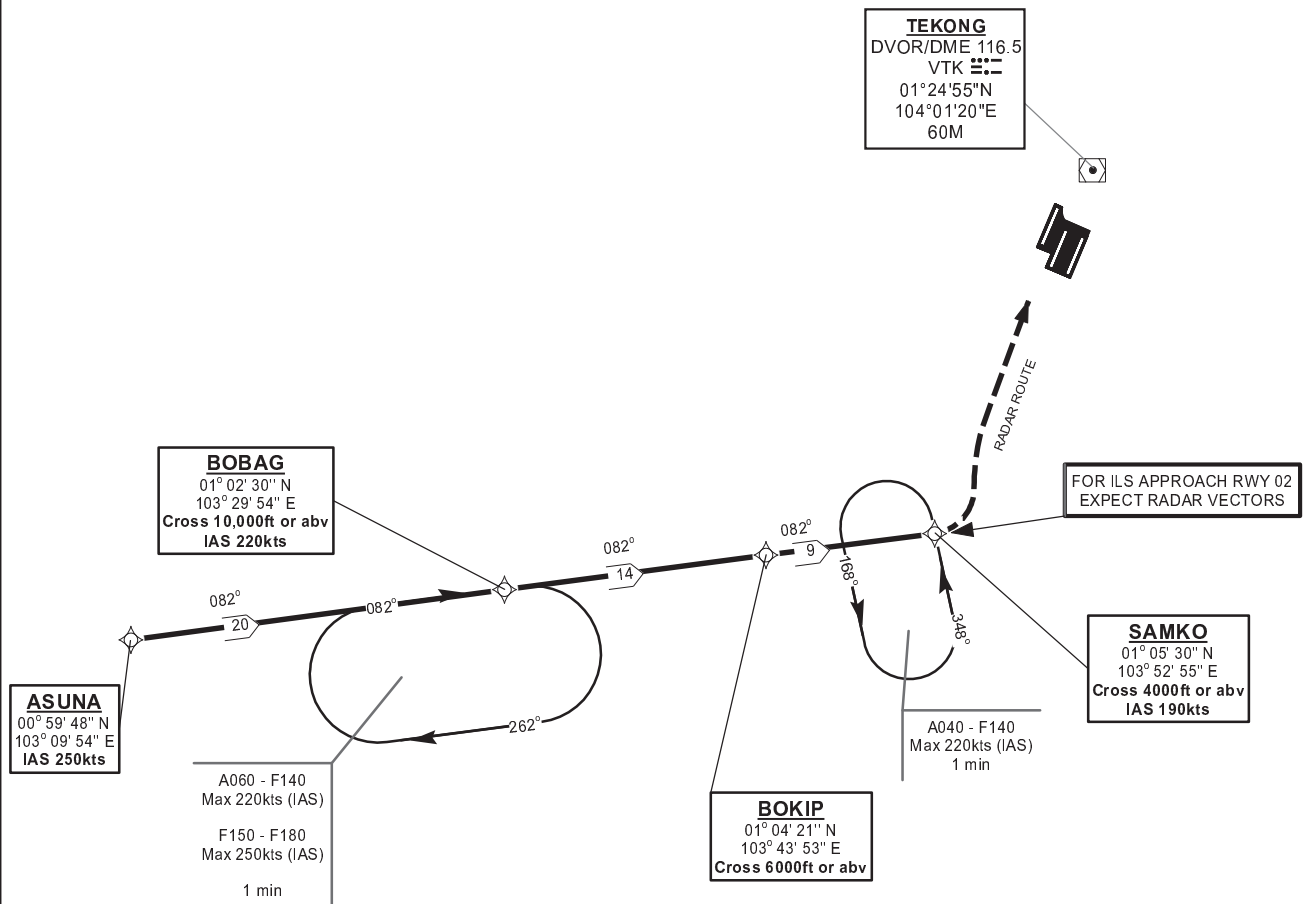 TEKONG
DVOR/DME 116.5
VTK
01°24'55"N
104°01'20"E
60M
RADAR ROUTE
FOR ILS APPROACH RWY 02
EXPECT RADAR VECTORS
BOBAG
01° 02' 30'' N
103° 29' 54'' E
Cross 10,000ft or abv
IAS 220kts
082°
20
082°
082°
14
082°
9
168°
348°
262°
ASUNA
00° 59' 48'' N
103° 09' 54'' E
IAS 250kts
SAMKO
01° 05' 30'' N
103° 52' 55'' E
Cross 4000ft or abv
IAS 190kts
A040 - F140
Max 220kts (IAS)
1 min
A060 - F140
Max 220kts (IAS)
F150 - F180
Max 250kts (IAS)
1 min
BOKIP
01° 04' 21'' N
103° 43' 53'' E
Cross 6000ft or abv